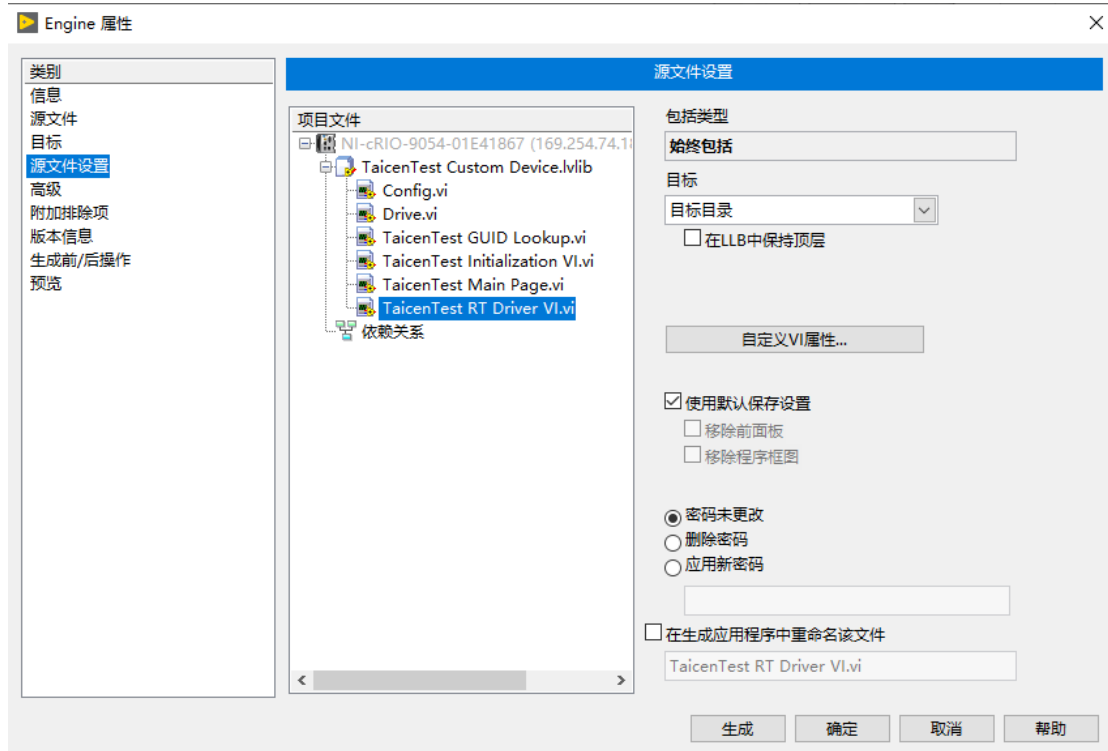 Engine 属性
类别
信息
源文件
目标
源文件设置
高级
附加排除项
版本信息
生成前/后操作
预览
源文件设置
项目文件
NI-cRIO-9054-01E41867 (169.254.74.18
TaicenTest Custom Device.lvlib
Config.vi
Drive.vi
TaicenTest GUID Lookup.vi
TaicenTest Initialization VI.vi
TaicenTest Main Page.vi
TaicenTest RT Driver VI.vi
依赖关系
包括类型
始终包括
目标
目标目录
在LLB中保持顶层
自定义VI属性...
使用默认保存设置
移除前面板
移除程序框图
密码未更改
删除密码
应用新密码
在生成应用程序中重命名该文件
TaicenTest RT Driver VI.vi
生成
确定
取消
帮助